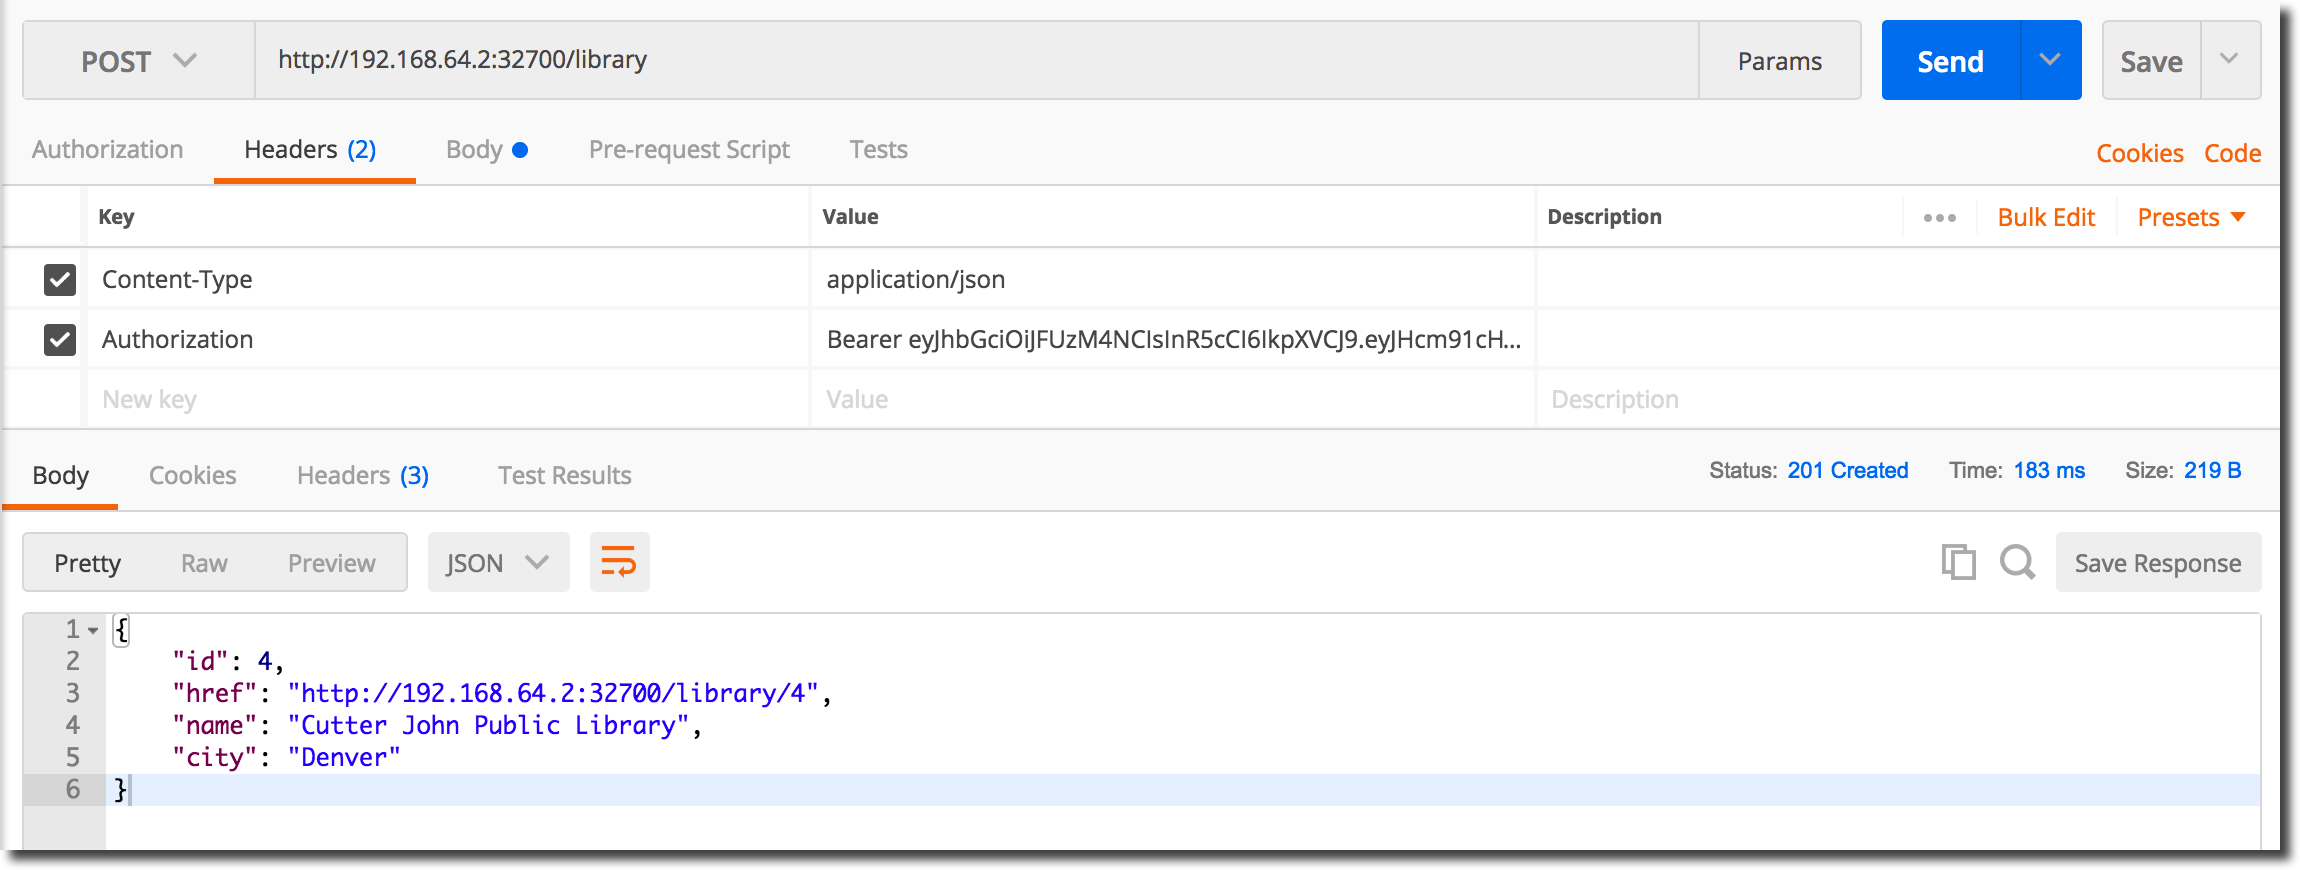 POST http://192.168.64.2:32700/library Params Send Save
Authorization Headers (2) Body Pre-request Script Tests Cookies Code
Key Value Description ••• Bulk Edit Presets
Content-Type application/json
Authorization Bearer eyJhbGciOiJFUzM4NCIsInR5cCI6IkpXVCJ9.eyJHcm91cH...
New key Value Description
Body Cookies Headers (3) Test Results Status: 201 Created Time: 183 ms Size: 219 B
Pretty Raw Preview JSON Save Response
1 {
2 "id": 4,
3 "href": "http://192.168.64.2:32700/library/4",
4 "name": "Cutter John Public Library",
5 "city": "Denver"
6 }